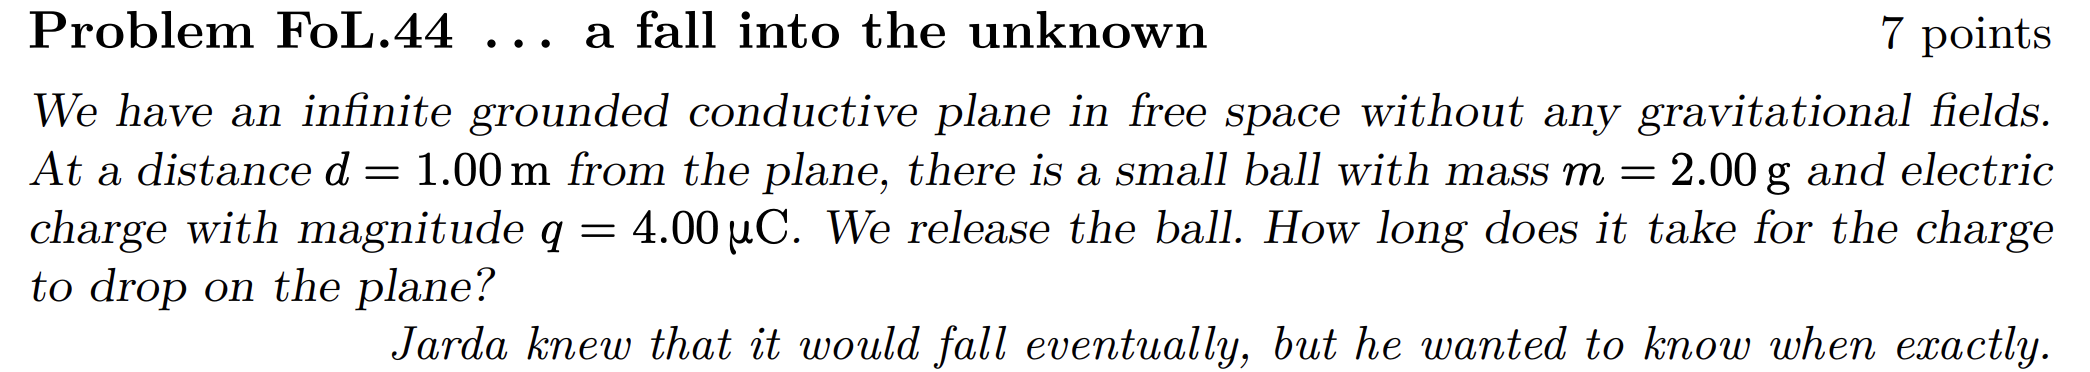 Problem FoL.44 ... a fall into the unknown 7 points
We have an infinite grounded conductive plane in free space without any gravitational fields.
At a distance d = 1.00 m from the plane, there is a small ball with mass m = 2.00 g and electric
charge with magnitude q = 4.00 µC. We release the ball. How long does it take for the charge
to drop on the plane?
Jarda knew that it would fall eventually, but he wanted to know when exactly.